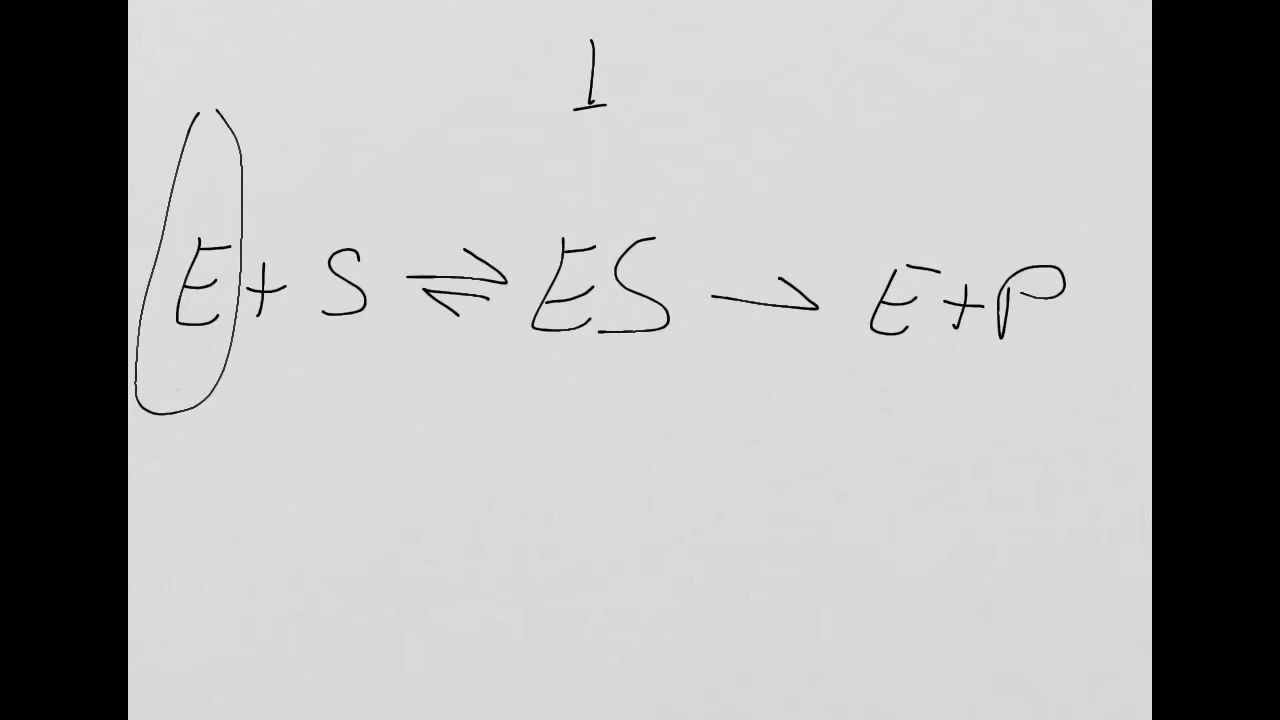 1
E + S ⇌ ES → E + P